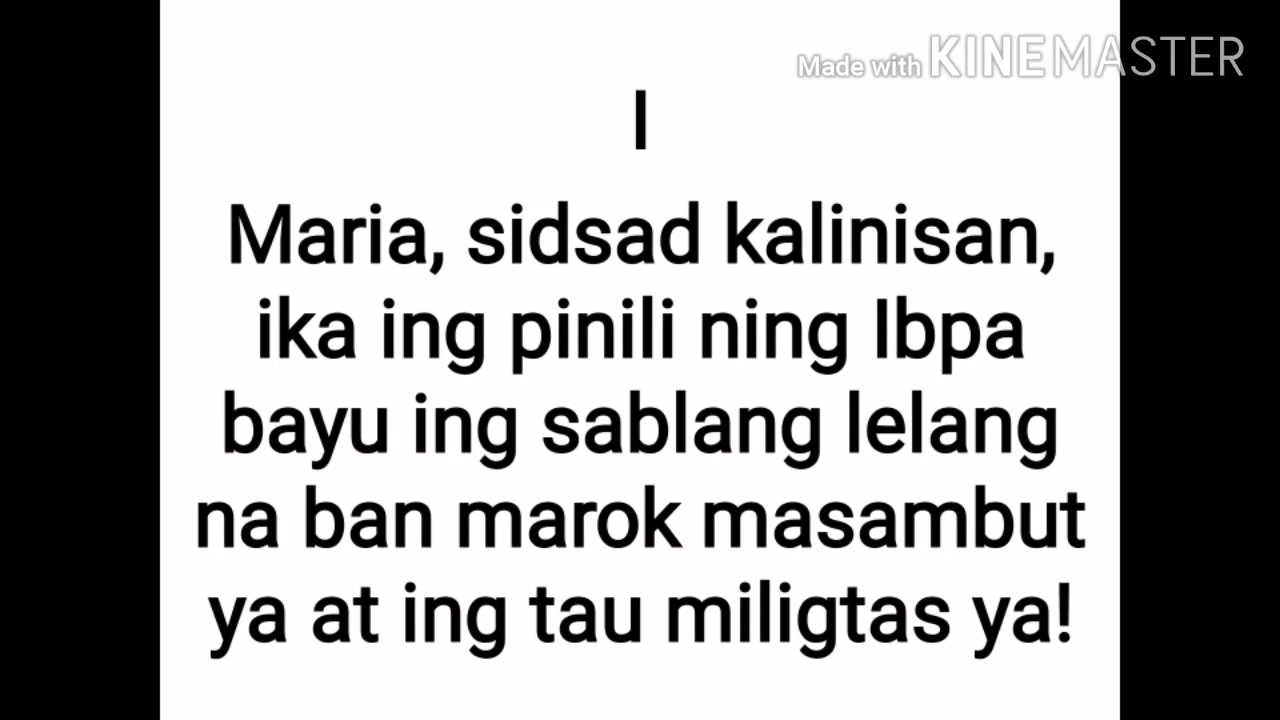 Made with KINEMASTER
I
Maria, sidsad kalinisan,
ika ing pinili ning Ibpa
bayu ing sablang lelang
na ban marok masambut
ya at ing tau miligtas ya!